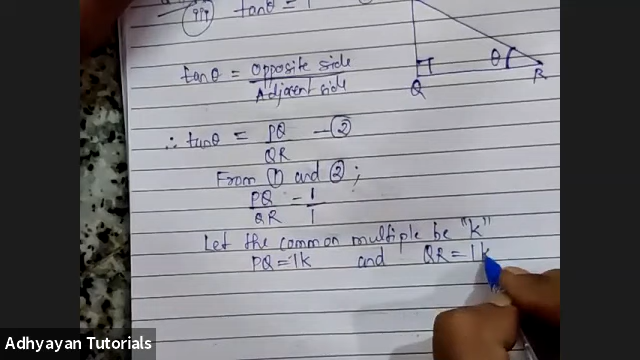 tanθ = 1
tanθ = Opposite side
Adjacent side
θ
Q
R
∴ tanθ = PQ — ②
QR
From ① and ② ;
PQ = 1
QR 1
Let the common multiple be "k"
PQ = 1k and QR = 1k
Adhyayan Tutorials